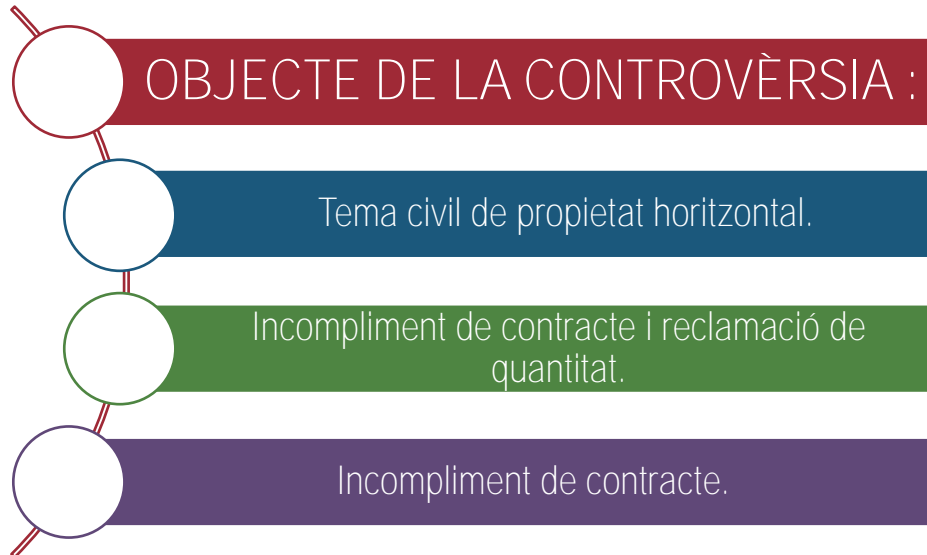 OBJECTE DE LA CONTROVÈRSIA :
Tema civil de propietat horitzontal.
Incompliment de contracte i reclamació de
quantitat.
Incompliment de contracte.